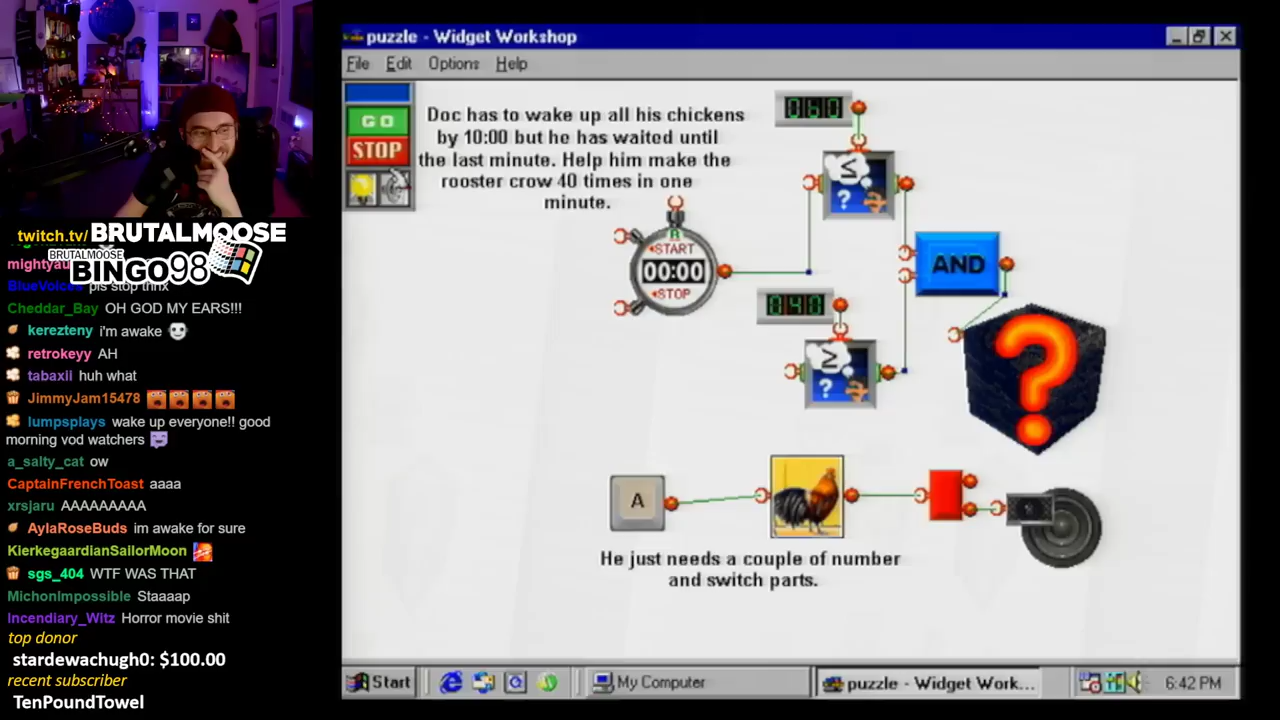 twitch.tv/BRUTALMOOSE
BRUTALMOOSE
BINGO98
BlueVoices pls stop thnx
Cheddar_Bay OH GOD MY EARS!!!
kerezteny i'm awake
retrokeyy AH
tabaxii huh what
JimmyJam15478
lumpsplays wake up everyone!! good
morning vod watchers
a_salty_cat ow
CaptainFrenchToast aaaa
xrsjaru AAAAAAAAA
AylaRoseBuds im awake for sure
KierkegaardianSailorMoon
sgs_404 WTF WAS THAT
MichonImpossible Staaaap
Incendiary_Witz Horror movie shit
top donor
stardewachugh0: $100.00
recent subscriber
TenPoundTowel
puzzle - Widget Workshop
File Edit Options Help
GO
STOP
Doc has to wake up all his chickens
by 10:00 but he has waited until
the last minute. Help him make the
rooster crow 40 times in one
minute.
060
≤
?
R
START
00:00
STOP
AND
040
≥
?
?
A
He just needs a couple of number
and switch parts.
Start
My Computer
puzzle - Widget Work...
6:42 PM